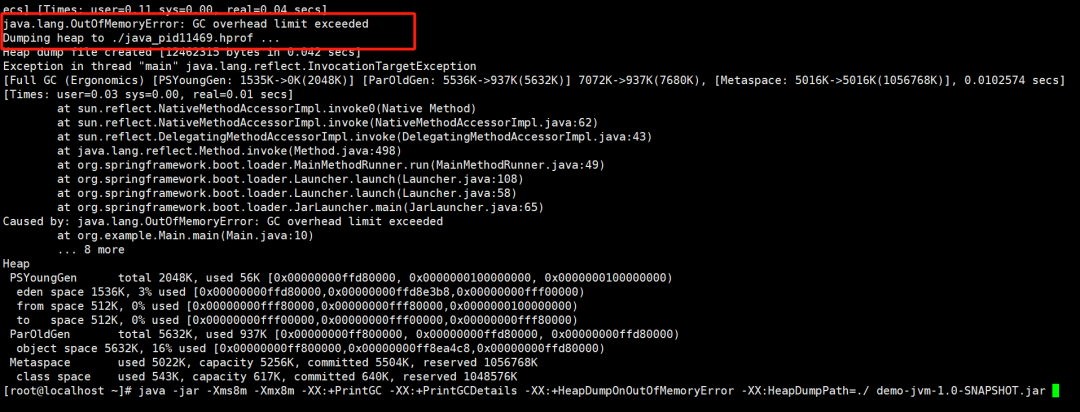 ecs] [Times: user=0.11 sys=0.00, real=0.04 secs]
java.lang.OutOfMemoryError: GC overhead limit exceeded
Dumping heap to ./java_pid11469.hprof ...
Heap dump file created [12462315 bytes in 0.042 secs]
Exception in thread "main" java.lang.reflect.InvocationTargetException
[Full GC (Ergonomics) [PSYoungGen: 1535K->0K(2048K)] [ParOldGen: 5536K->937K(5632K)] 7072K->937K(7680K), [Metaspace: 5016K->5016K(1056768K)], 0.0102574 secs]
[Times: user=0.03 sys=0.00, real=0.01 secs]
at sun.reflect.NativeMethodAccessorImpl.invoke0(Native Method)
at sun.reflect.NativeMethodAccessorImpl.invoke(NativeMethodAccessorImpl.java:62)
at sun.reflect.DelegatingMethodAccessorImpl.invoke(DelegatingMethodAccessorImpl.java:43)
at java.lang.reflect.Method.invoke(Method.java:498)
at org.springframework.boot.loader.MainMethodRunner.run(MainMethodRunner.java:49)
at org.springframework.boot.loader.Launcher.launch(Launcher.java:108)
at org.springframework.boot.loader.Launcher.launch(Launcher.java:58)
at org.springframework.boot.loader.JarLauncher.main(JarLauncher.java:65)
Caused by: java.lang.OutOfMemoryError: GC overhead limit exceeded
at org.example.Main.main(Main.java:10)
... 8 more
Heap
PSYoungGen total 2048K, used 56K [0x00000000ffd80000, 0x0000000100000000, 0x0000000100000000)
eden space 1536K, 3% used [0x00000000ffd80000,0x00000000ffd8e3b8,0x00000000fff00000)
from space 512K, 0% used [0x00000000fff80000,0x00000000fff80000,0x0000000100000000)
to space 512K, 0% used [0x00000000fff00000,0x00000000fff00000,0x00000000fff80000)
ParOldGen total 5632K, used 937K [0x00000000ff800000, 0x00000000ffd80000, 0x00000000ffd80000)
object space 5632K, 16% used [0x00000000ff800000,0x00000000ff8ea4c8,0x00000000ffd80000)
Metaspace used 5022K, capacity 5256K, committed 5504K, reserved 1056768K
class space used 543K, capacity 617K, committed 640K, reserved 1048576K
[root@localhost ~]# java -jar -Xms8m -Xmx8m -XX:+PrintGC -XX:+PrintGCDetails -XX:+HeapDumpOnOutOfMemoryError -XX:HeapDumpPath=./ demo-jvm-1.0-SNAPSHOT.jar